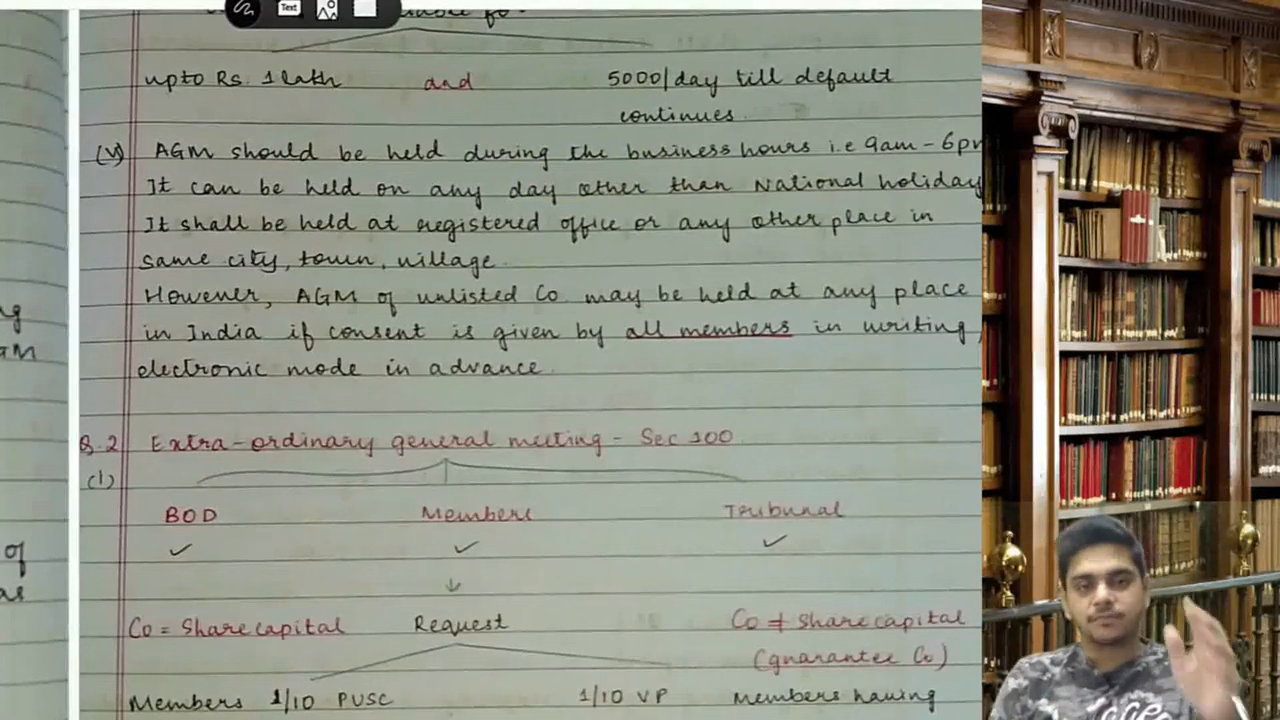 Text
upto Rs. 1 lakh and 5000/day till default
continues.
(V) AGM should be held during the business hours i.e 9am - 6pm
It can be held on any day other than National holiday
It shall be held at registered office or any other place in
same city, town, village.
However, AGM of unlisted Co. may be held at any place
in India if consent is given by all members in writing,
electronic mode in advance.
Q.2 Extra-ordinary general meeting - Sec 100
(1)
BOD Members Tribunal
Co = Share capital Request Co ≠ Share capital
(guarantee Co)
Members 1/10 PUSC 1/10 VP Members having
of
as